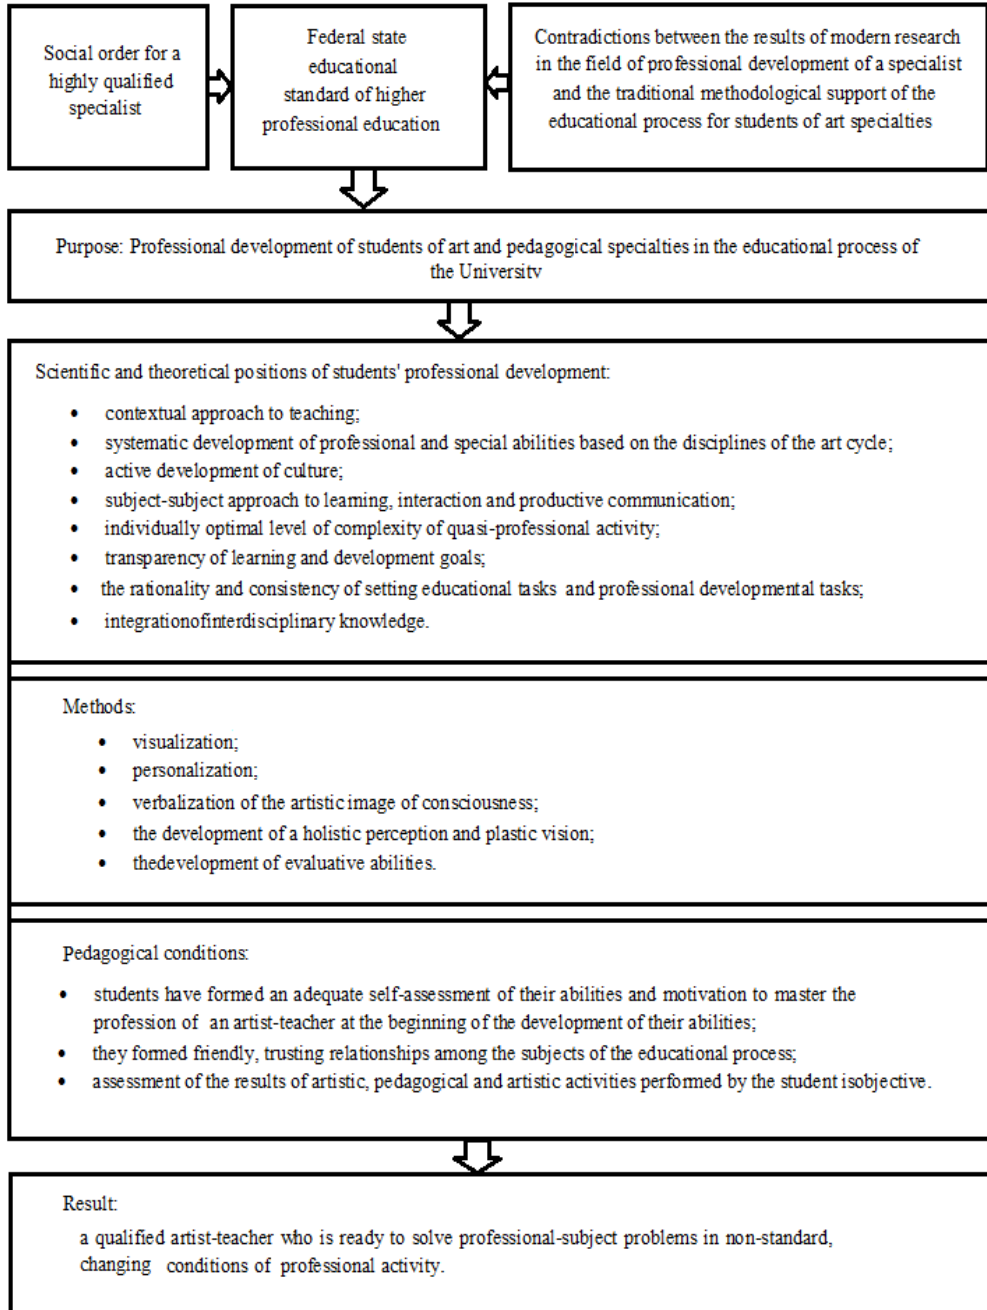 Social order for a
highly qualified
specialist
Federal state
educational
standard of higher
professional education
Contradictions between the results of modern research
in the field of professional development of a specialist
and the traditional methodological support of the
educational process for students of art specialties
Purpose: Professional development of students of art and pedagogical specialties in the educational process of
the University
Scientific and theoretical positions of students' professional development:
• contextual approach to teaching;
• systematic development of professional and special abilities based on the disciplines of the art cycle;
• active development of culture;
• subject-subject approach to learning, interaction and productive communication;
• individually optimal level of complexity of quasi-professional activity;
• transparency of learning and development goals;
• the rationality and consistency of setting educational tasks and professional developmental tasks;
• integrationofinterdisciplinary knowledge.
Methods:
• visualization;
• personalization;
• verbalization of the artistic image of consciousness;
• the development of a holistic perception and plastic vision;
• thedevelopment of evaluative abilities.
Pedagogical conditions:
• students have formed an adequate self-assessment of their abilities and motivation to master the
profession of an artist-teacher at the beginning of the development of their abilities;
• they formed friendly, trusting relationships among the subjects of the educational process;
• assessment of the results of artistic, pedagogical and artistic activities performed by the student isobjective.
Result:
a qualified artist-teacher who is ready to solve professional-subject problems in non-standard,
changing conditions of professional activity.